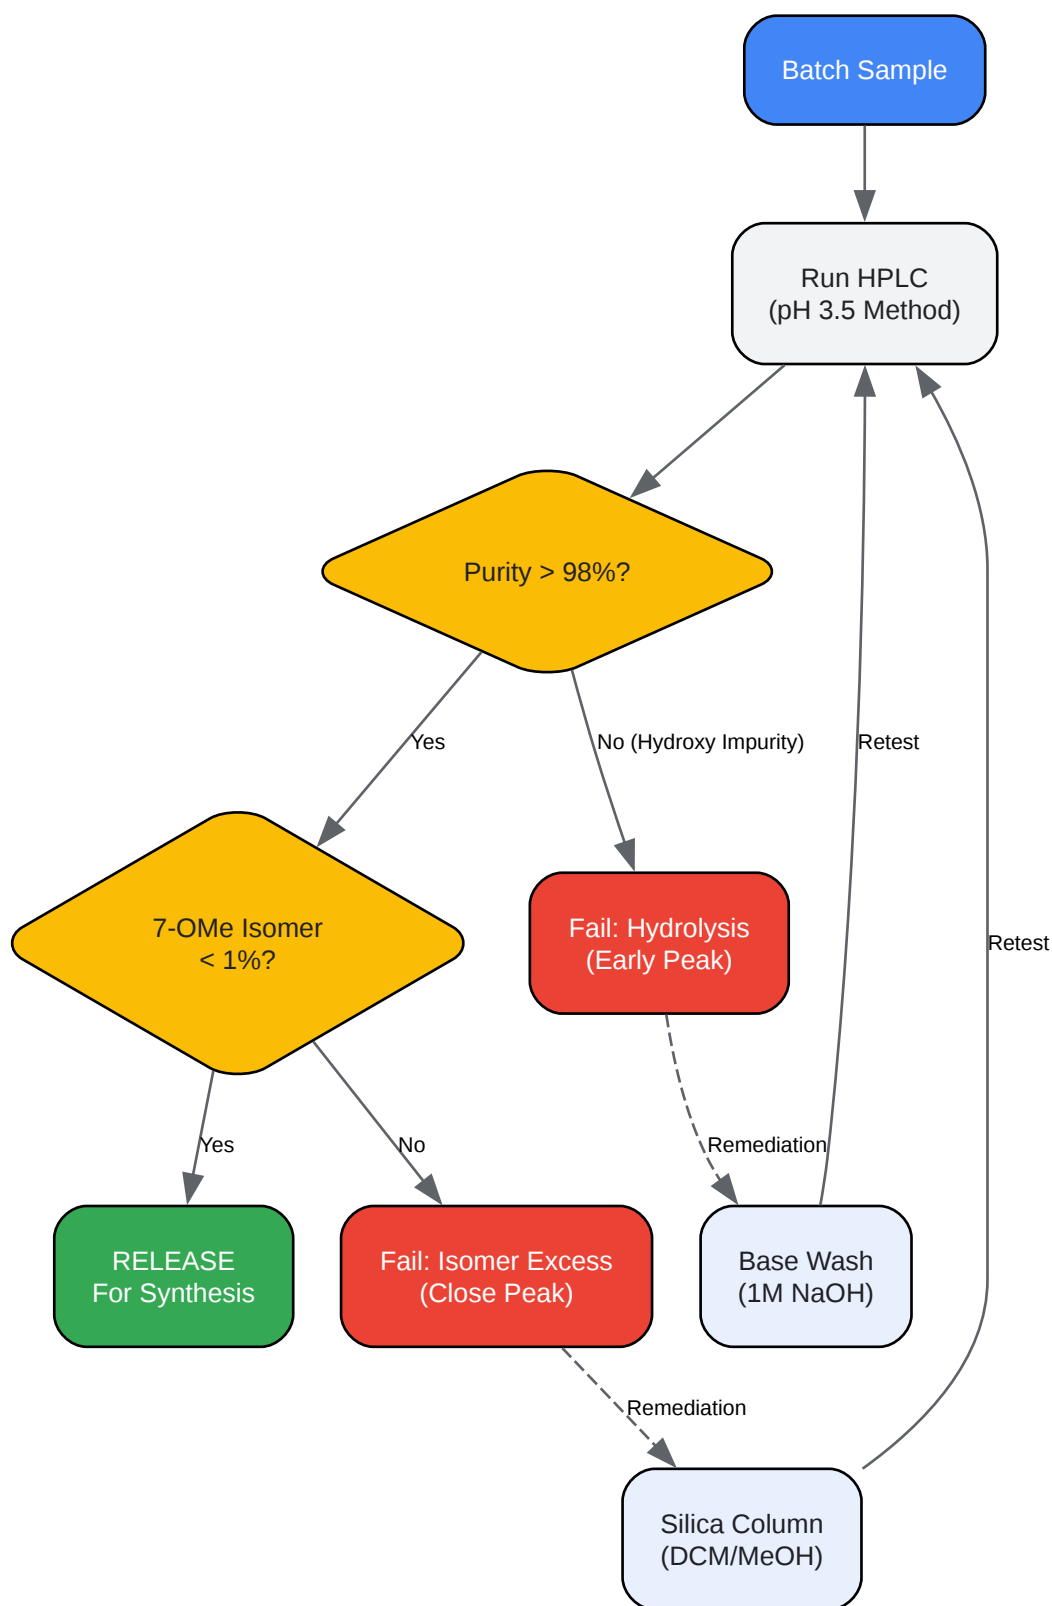 Batch Sample
Run HPLC
(pH 3.5 Method)
Purity > 98%?
Yes
No (Hydroxy Impurity)
Retest
7-OMe Isomer
< 1%?
Fail: Hydrolysis
(Early Peak)
Retest
Yes
No
Remediation
RELEASE
For Synthesis
Fail: Isomer Excess
(Close Peak)
Base Wash
(1M NaOH)
Remediation
Silica Column
(DCM/MeOH)